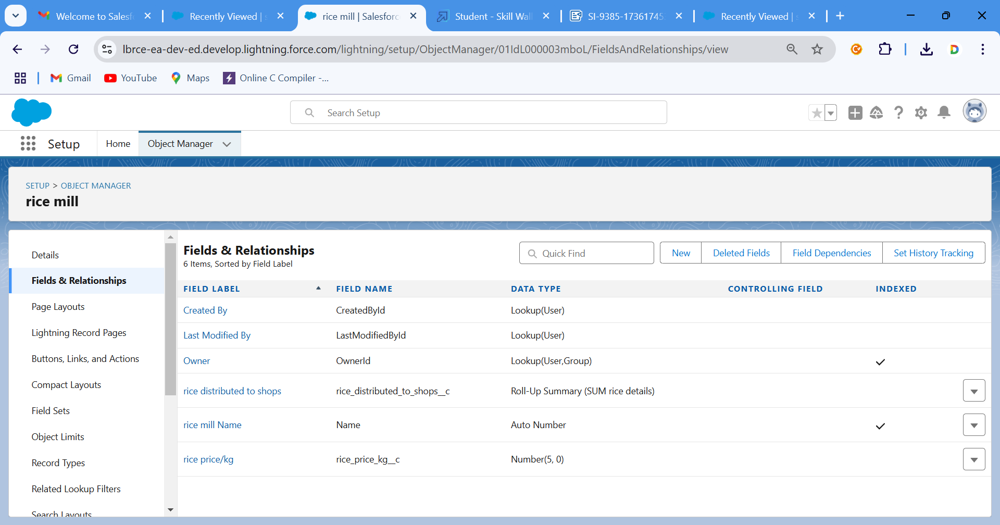 Welcome to Salesf
Recently Viewed |
rice mill | Salesforc
Student - Skill Wall
SI-9385-17361745
Recently Viewed |
lbrce-ea-dev-ed.develop.lightning.force.com/lightning/setup/ObjectManager/01IdL000003mboL/FieldsAndRelationships/view
Gmail
YouTube
Maps
Online C Compiler -...
Search Setup
Setup
Home
Object Manager
SETUP > OBJECT MANAGER
rice mill
Details
Fields & Relationships
Page Layouts
Lightning Record Pages
Buttons, Links, and Actions
Compact Layouts
Field Sets
Object Limits
Record Types
Related Lookup Filters
Search Layouts
Fields & Relationships
6 Items, Sorted by Field Label
Quick Find
New
Deleted Fields
Field Dependencies
Set History Tracking
FIELD LABEL FIELD NAME DATA TYPE CONTROLLING FIELD INDEXED
Created By CreatedById Lookup(User)
Last Modified By LastModifiedById Lookup(User)
Owner OwnerId Lookup(User,Group)
rice distributed to shops rice_distributed_to_shops__c Roll-Up Summary (SUM rice details)
rice mill Name Name Auto Number
rice price/kg rice_price_kg__c Number(5, 0)